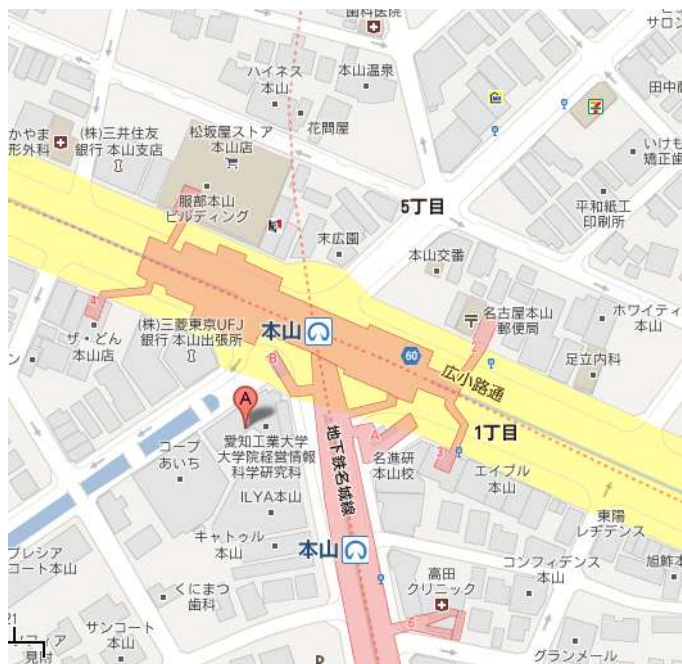 歯科医院
サロン
ハイネス
本山
本山温泉
田中商
花問屋
かやま
形外科
(株)三井住友
銀行 本山支店
松坂屋ストア
本山店
いけも
矯正歯
服部本山
ビルディング
5丁目
平和紙工
印刷所
末広園
本山交番
4
ザ・どん
本山店
(株)三菱東京UFJ
銀行 本山出張所
本山
名古屋本山
郵便局
ホワイティ
本山
2
60
足立内科
B
広小路通
A
愛知工業大学
大学院経営情報
科学研究科
コープ
あいち
地下鉄名城線
A
名進研
本山校
1丁目
3
エイブル
本山
ILYA本山
東陽
レヂデンス
キャトゥル
本山
本山
プレシア
コート本山
くにまつ
歯科
高田
クリニック
コンフィデンス
本山
旭鮓本
6
サンコート
本山
見附
グランメール
P